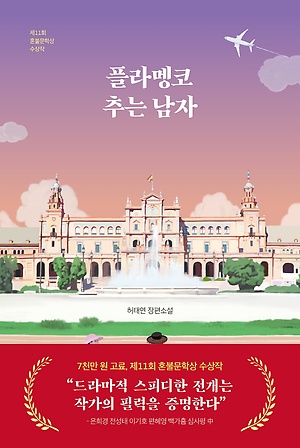 제11회
혼불문학상
수상작
플라멩코
추는 남자
허태연 장편소설
7천만 원 고료, 제11회 혼불문학상 수상작
“드라마적 스피디한 전개는
작가의 필력을 증명한다”
- 은희경 전성태 이기호 편혜영 백가흠 심사평 中